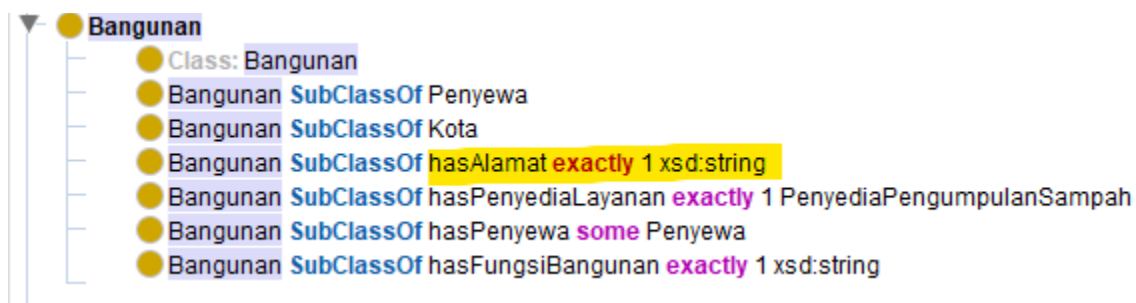 Bangunan
Class: Bangunan
Bangunan SubClassOf Penyewa
Bangunan SubClassOf Kota
Bangunan SubClassOf hasAlamat exactly 1 xsd:string
Bangunan SubClassOf hasPenyediaLayanan exactly 1 PenyediaPengumpulanSampah
Bangunan SubClassOf hasPenyewa some Penyewa
Bangunan SubClassOf hasFungsiBangunan exactly 1 xsd:string